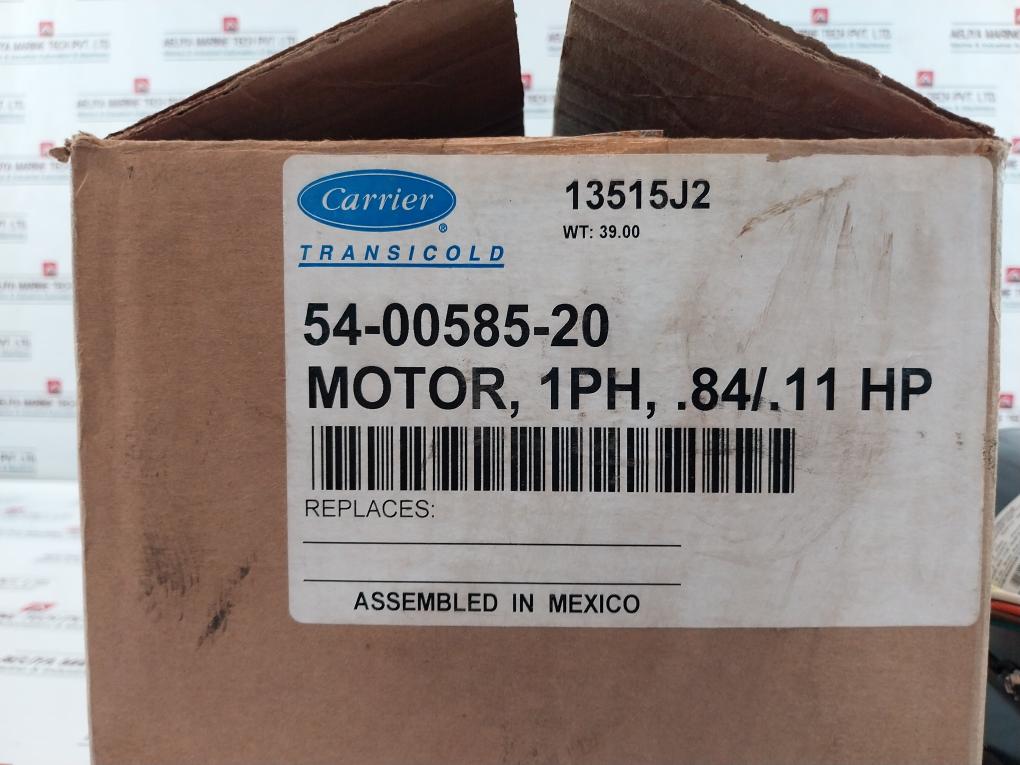 Carrier ®
TRANSICOLD
13515J2
WT: 39.00
54-00585-20
MOTOR, 1PH, .84/.11 HP
REPLACES:
ASSEMBLED IN MEXICO